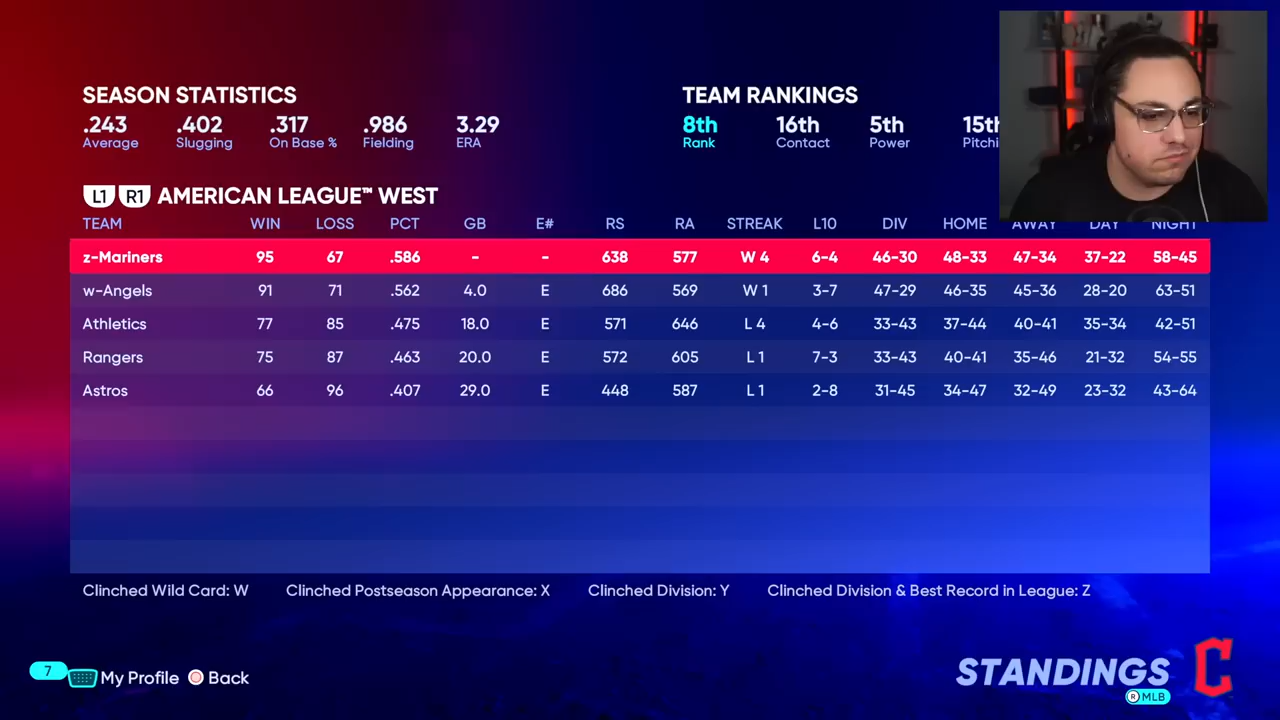 SEASON STATISTICS
.243 .402 .317 .986 3.29
Average Slugging On Base % Fielding ERA
TEAM RANKINGS
8th 16th 5th 15th
Rank Contact Power
L1 R1 AMERICAN LEAGUE™ WEST
TEAM WIN LOSS PCT GB E# RS RA STREAK L10 DIV HOME AWAY DAY NIGHT
z-Mariners 95 67 .586 - - 638 577 W 4 6-4 46-30 48-33 47-34 37-22 58-45
w-Angels 91 71 .562 4.0 E 686 569 W 1 3-7 47-29 46-35 45-36 28-20 63-51
Athletics 77 85 .475 18.0 E 571 646 L 4 4-6 33-43 37-44 40-41 35-34 42-51
Rangers 75 87 .463 20.0 E 572 605 L 1 7-3 33-43 40-41 35-46 21-32 54-55
Astros 66 96 .407 29.0 E 448 587 L 1 2-8 31-45 34-47 32-49 23-32 43-64
Clinched Wild Card: W Clinched Postseason Appearance: X Clinched Division: Y Clinched Division & Best Record in League: Z
7 My Profile Back
STANDINGS C
R MLB